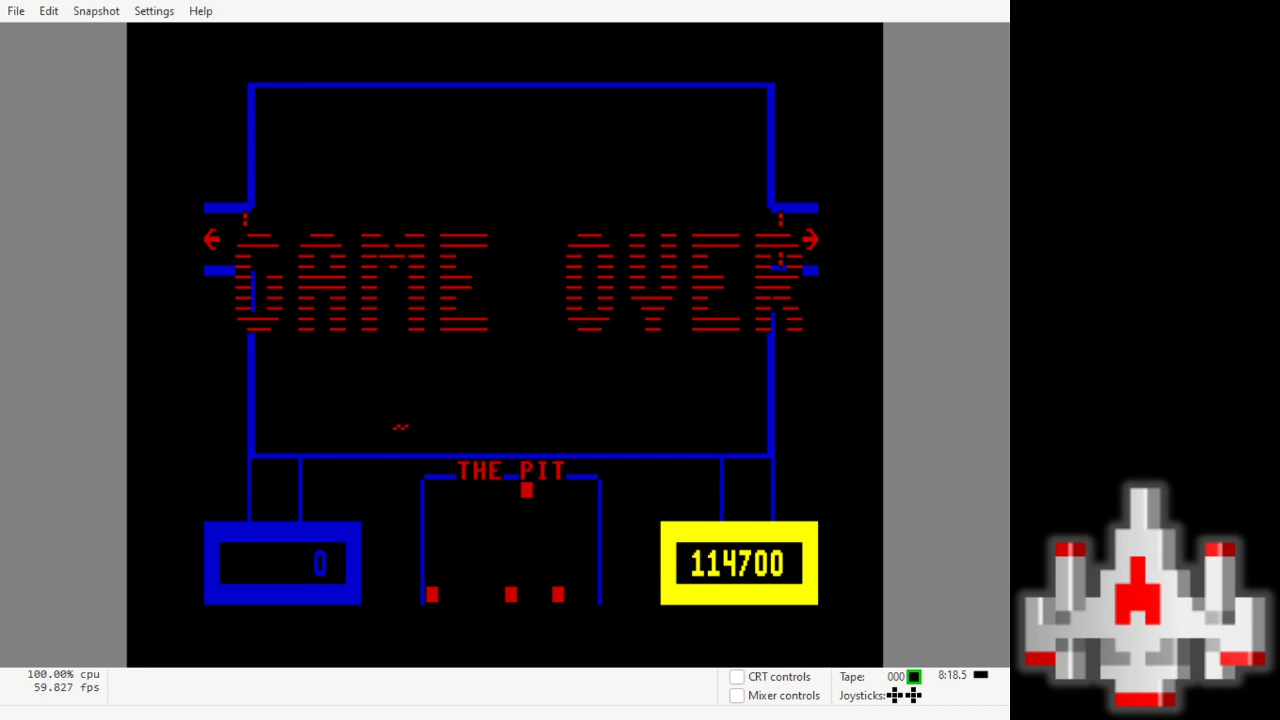 File Edit Snapshot Settings Help
GAME OVER
THE PIT
0
114700
100.00% cpu
59.827 fps
CRT controls
Mixer controls
Tape: 000 8:18.5
Joysticks: